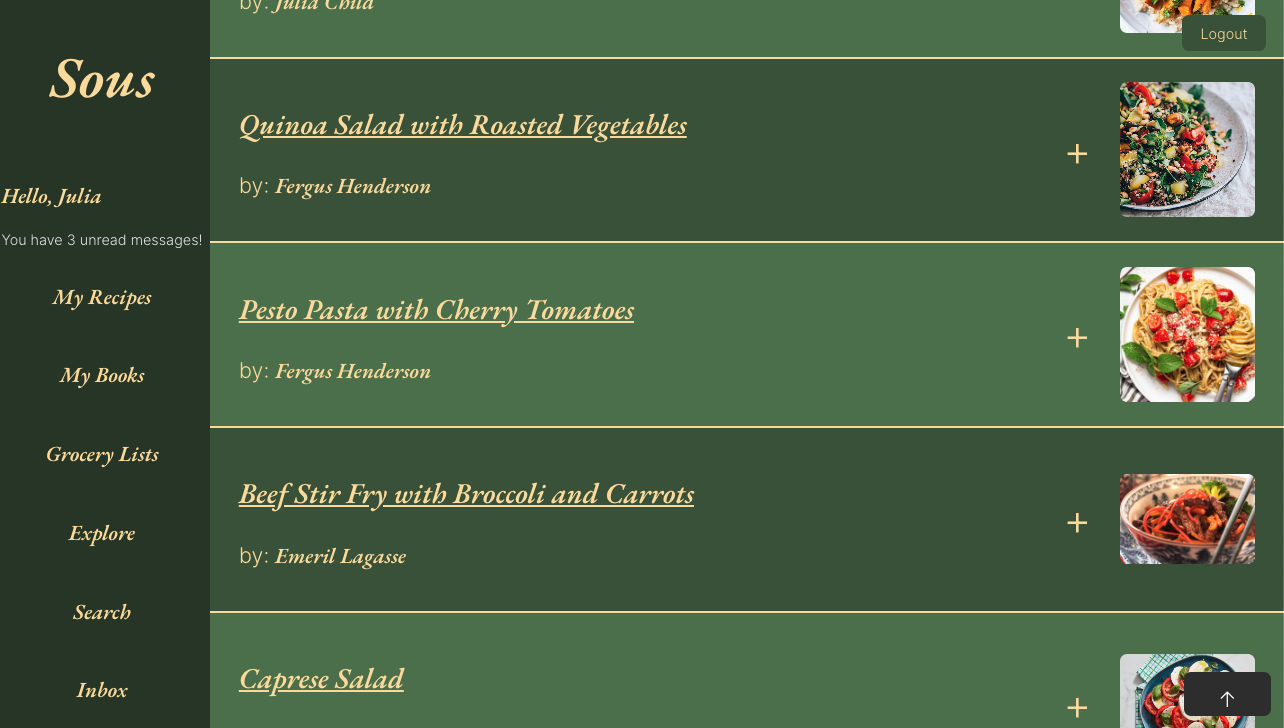 Sous
Hello, Julia
You have 3 unread messages!
My Recipes
My Books
Grocery Lists
Explore
Search
Inbox
by: Julia Child
Logout
Quinoa Salad with Roasted Vegetables
by: Fergus Henderson
+
Pesto Pasta with Cherry Tomatoes
by: Fergus Henderson
+
Beef Stir Fry with Broccoli and Carrots
by: Emeril Lagasse
+
Caprese Salad
+
↑